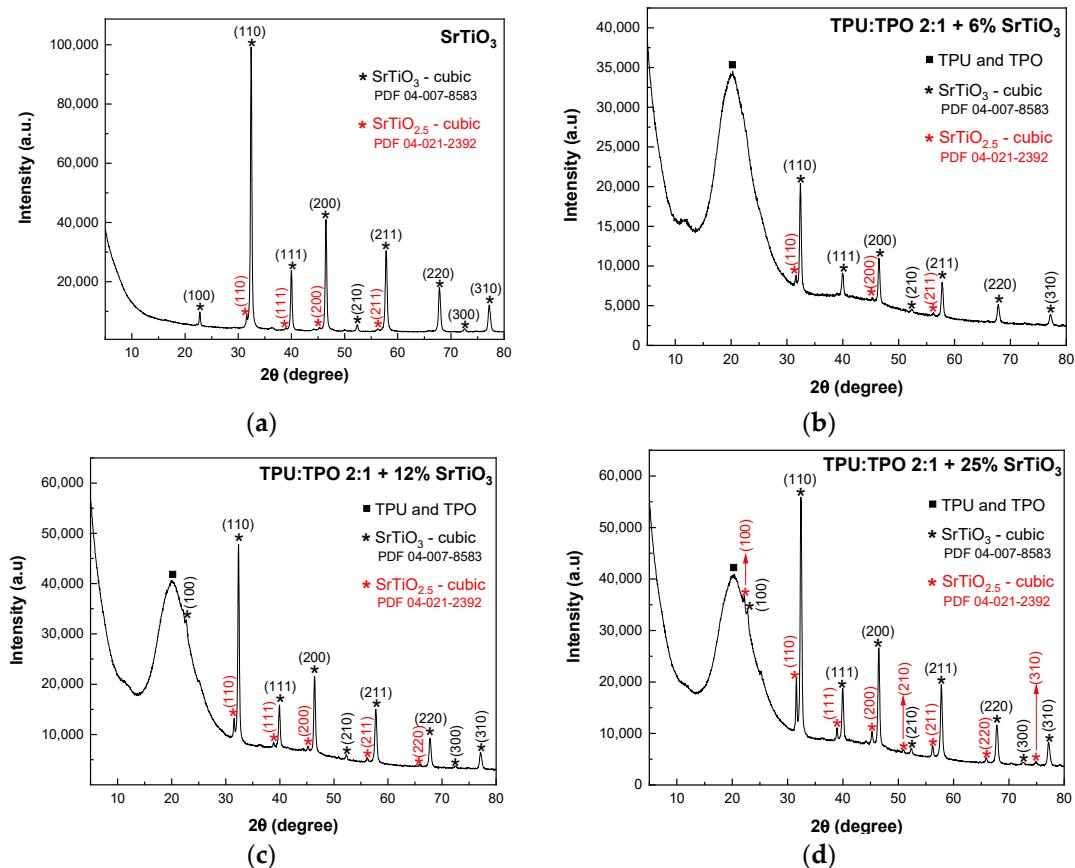 SrTiO3
100,000
80,000
60,000
40,000
20,000
Intensity (a.u.)
(110)
* SrTiO3 - cubic
PDF 04-007-8583
* SrTiO2.5 - cubic
PDF 04-021-2392
(100)
(110)
(111)
(111)
(200)
(200)
(210)
(211)
(211)
(220)
(300)
(310)
10 20 30 40 50 60 70 80
2θ (degree)
(a)
TPU:TPO 2:1 + 6% SrTiO3
40,000
35,000
30,000
25,000
20,000
15,000
10,000
5,000
0
Intensity (a.u)
■ TPU and TPO
* SrTiO3 - cubic
PDF 04-007-8583
* SrTiO2.5 - cubic
PDF 04-021-2392
(110)
(110)
(111)
(200)
(200)
(210)
(211)
(211)
(220)
(310)
10 20 30 40 50 60 70 80
2θ (degree)
(b)
TPU:TPO 2:1 + 12% SrTiO3
60,000
50,000
40,000
30,000
20,000
10,000
Intensity (a.u)
■ TPU and TPO
* SrTiO3 - cubic
PDF 04-007-8583
* SrTiO2.5 - cubic
PDF 04-021-2392
(100)
(110)
(110)
(111)
(111)
(200)
(200)
(210)
(211)
(211)
(220)
(220)
(300)
(310)
10 20 30 40 50 60 70 80
2θ (degree)
(c)
TPU:TPO 2:1 + 25% SrTiO3
60,000
50,000
40,000
30,000
20,000
10,000
0
Intensity (a.u)
■ TPU and TPO
* SrTiO3 - cubic
PDF 04-007-8583
* SrTiO2.5 - cubic
PDF 04-021-2392
(100)
(100)
(110)
(110)
(111)
(111)
(200)
(200)
(210)
(210)
(211)
(211)
(220)
(220)
(300)
(310)
(310)
10 20 30 40 50 60 70 80
2θ (degree)
(d)